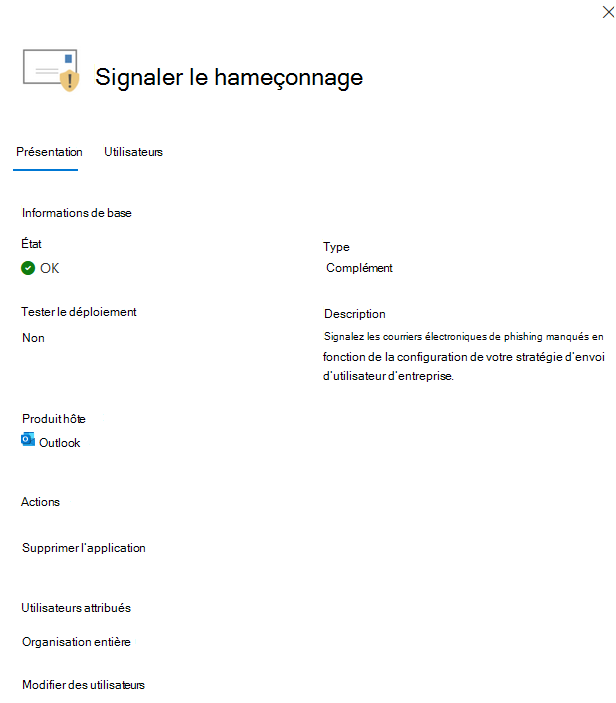 Signaler le hameçonnage
Présentation
Utilisateurs
Informations de base
État
Type
OK
Complément
Tester le déploiement
Description
Non
Signalez les courriers électroniques de phishing manqués en
fonction de la configuration de votre stratégie d'envoi
d'utilisateur d'entreprise.
Produit hôte
Outlook
Actions
Supprimer l'application
Utilisateurs attribués
Organisation entière
Modifier des utilisateurs